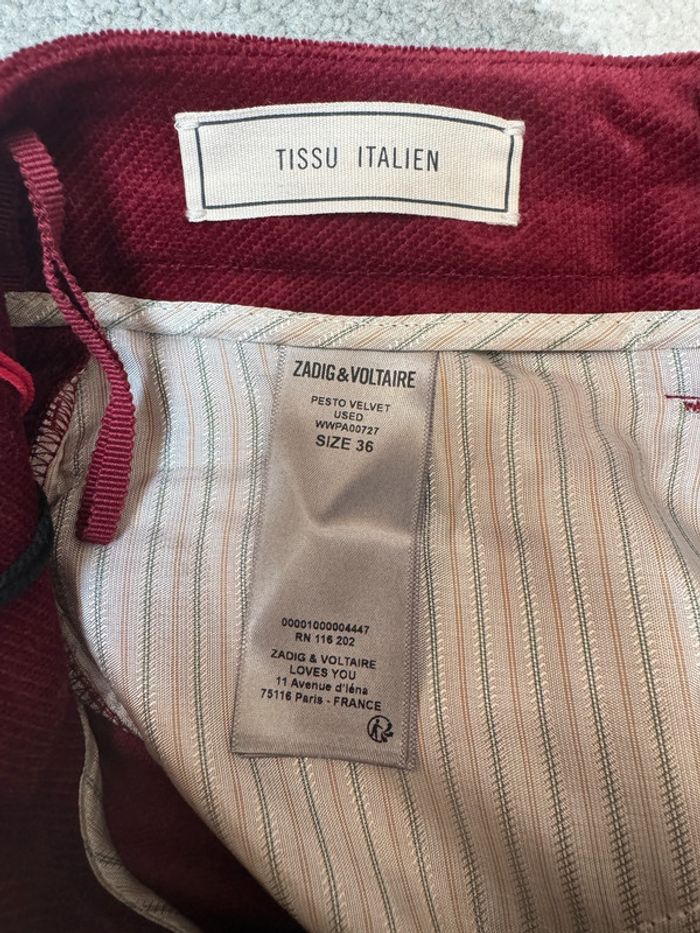 TISSU ITALIEN
ZADIG&VOLTAIRE
PESTO VELVET
USED
WWPA00727
SIZE 36
00001000004447
RN 116 202
ZADIG & VOLTAIRE
LOVES YOU
11 Avenue d'Iéna
75116 Paris - FRANCE